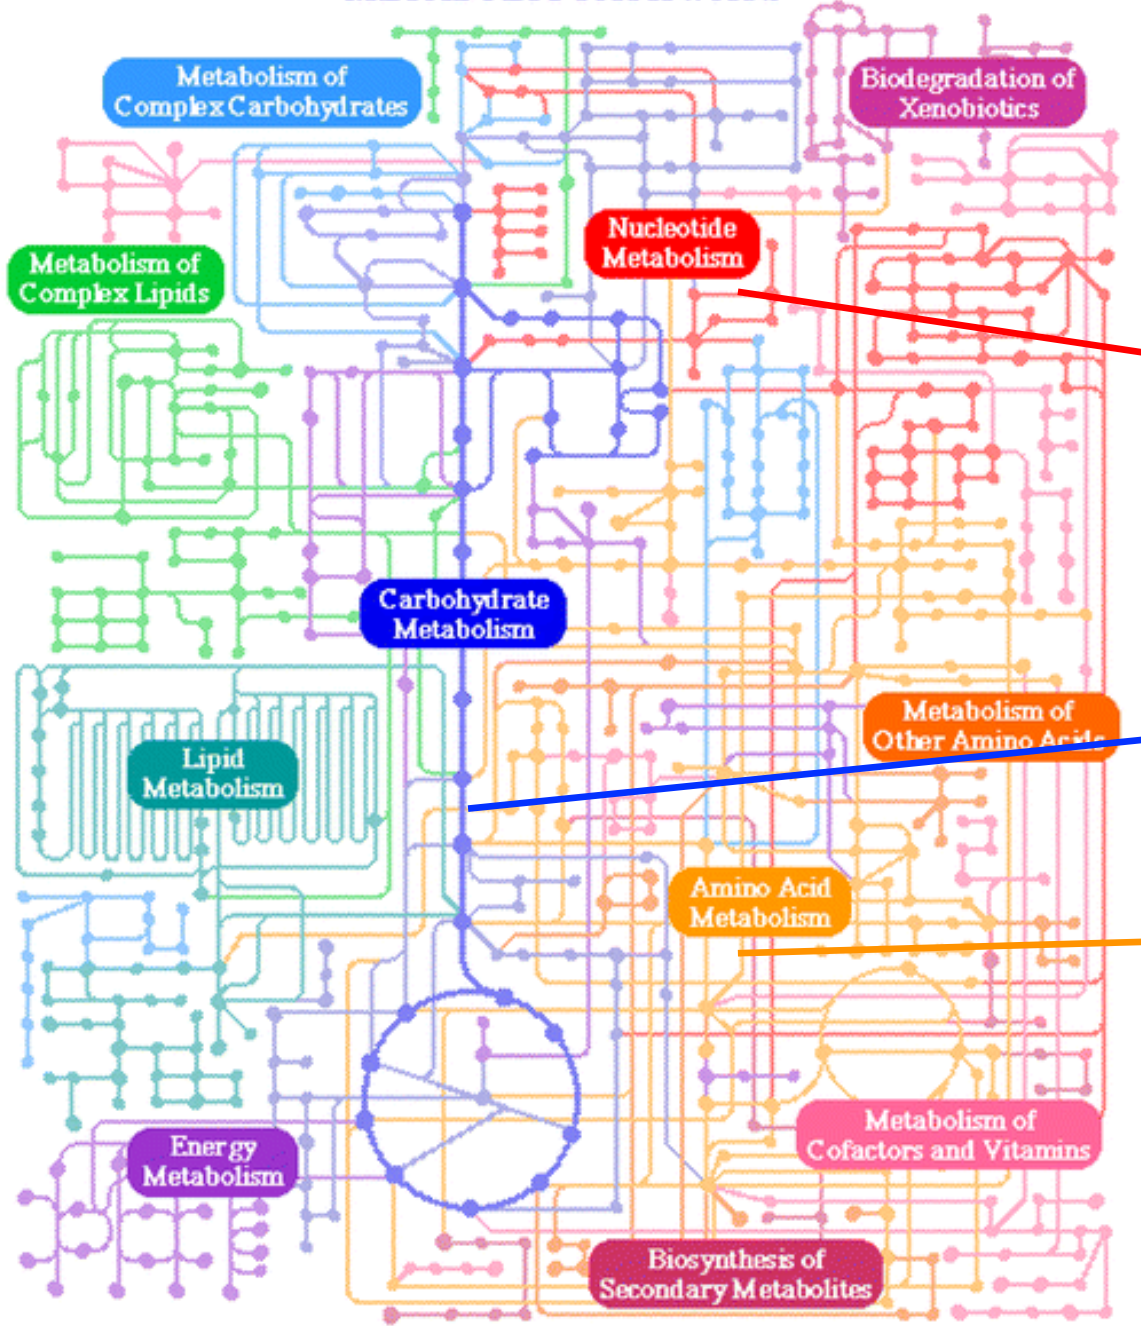 Metabolism of
Complex Carbohydrates
Biodegradation of
Xenobiotics
Nucleotide
Metabolism
Metabolism of
Complex Lipids
Carbohydrate
Metabolism
Metabolism of
Other Amino Acids
Lipid
Metabolism
Amino Acid
Metabolism
Metabolism of
Cofactors and Vitamins
Energy
Metabolism
Biosynthesis of
Secondary Metabolites